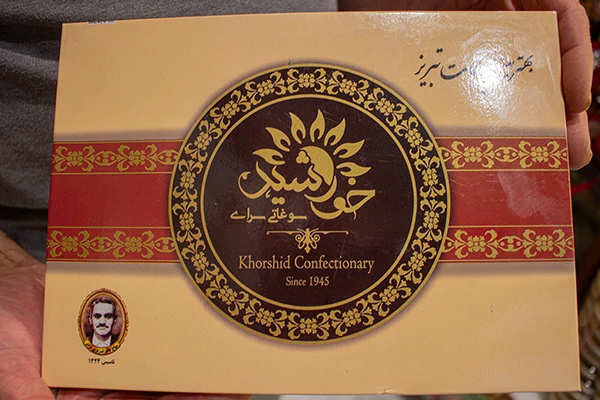 تبریز
خورشید
سوغاتی سرای
Khorshid Confectionary
Since 1945
تاسیس ۱۳۲۴